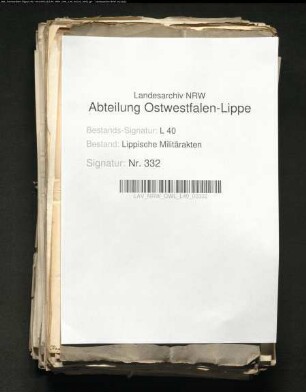 Landesarchiv NRW
Abteilung Ostwestfalen-Lippe
Bestands-Signatur: L 40
Bestand: Lippische Militärakten
Signatur: Nr. 332